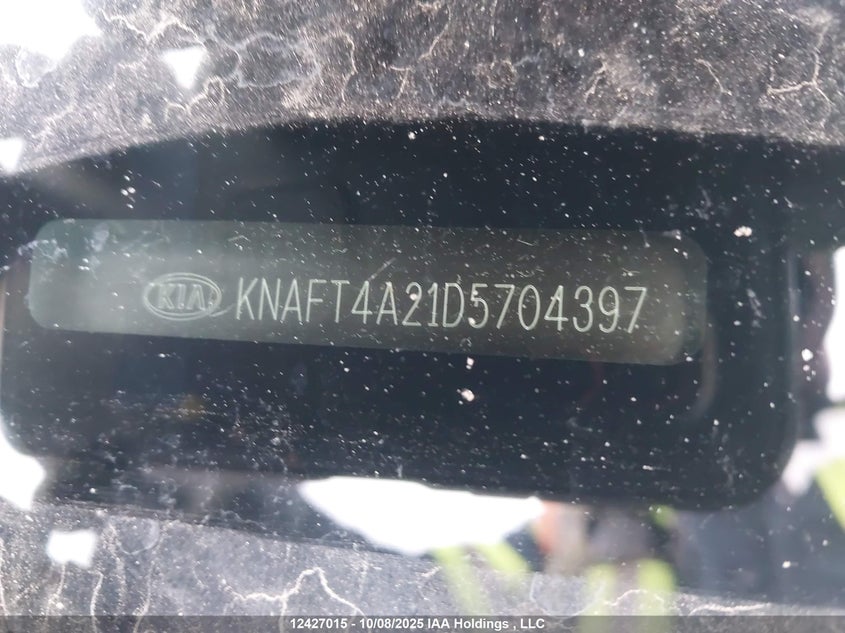 KIA KNAFT4A21D5704397
12427015 - 10/08/2025 IAA Holdings , LLC